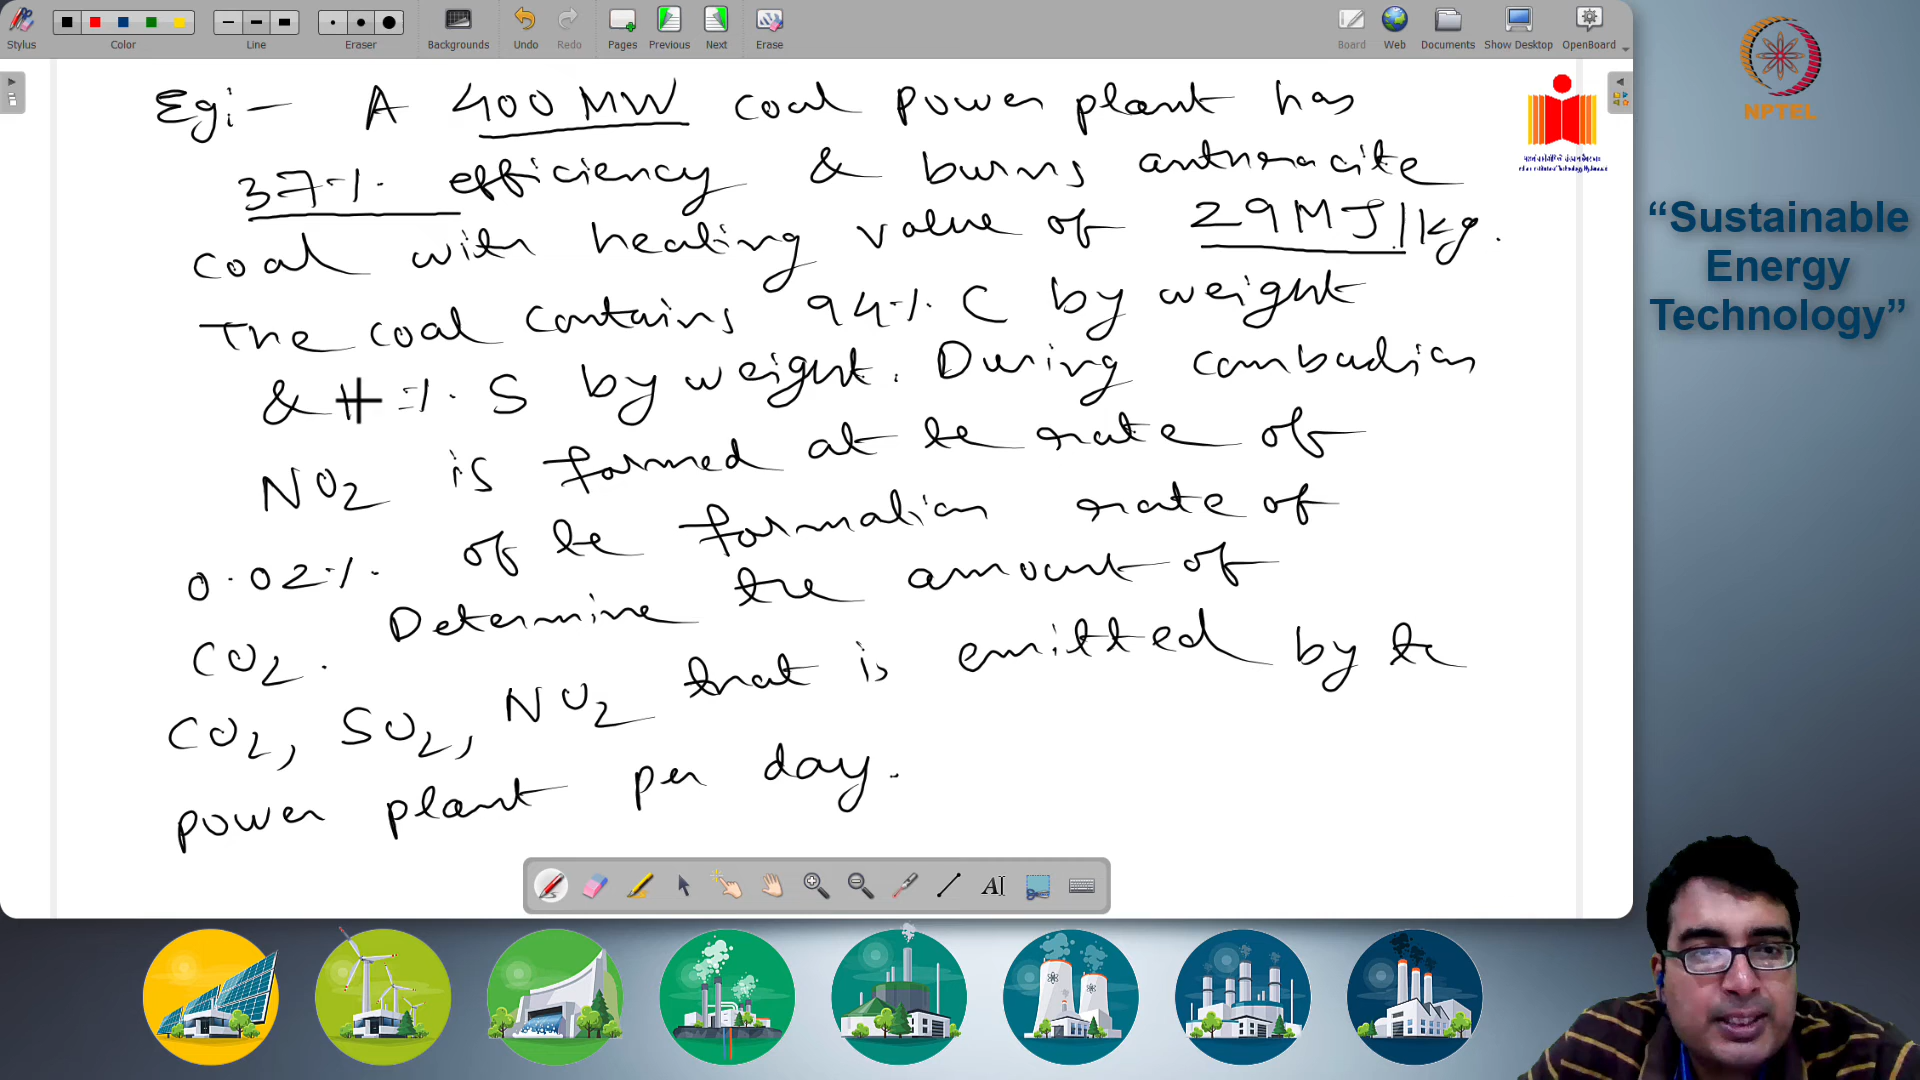 Stylus Color Line Eraser Backgrounds Undo Redo Pages Previous Next Erase Board Web Documents Show Desktop OpenBoard
Eg:- A 400 MW coal power plant has
37% efficiency & burns anthracite
coal with heating value of 29 MJ/kg.
The coal contains 94% C by weight
& % S by weight. During combustion
NO2 is formed at the rate of
0.02% of the formation rate of
CO2. Determine the amount of
CO2, SO2, NO2 that is emitted by the
power plant per day.
NPTEL
“Sustainable
Energy
Technology”